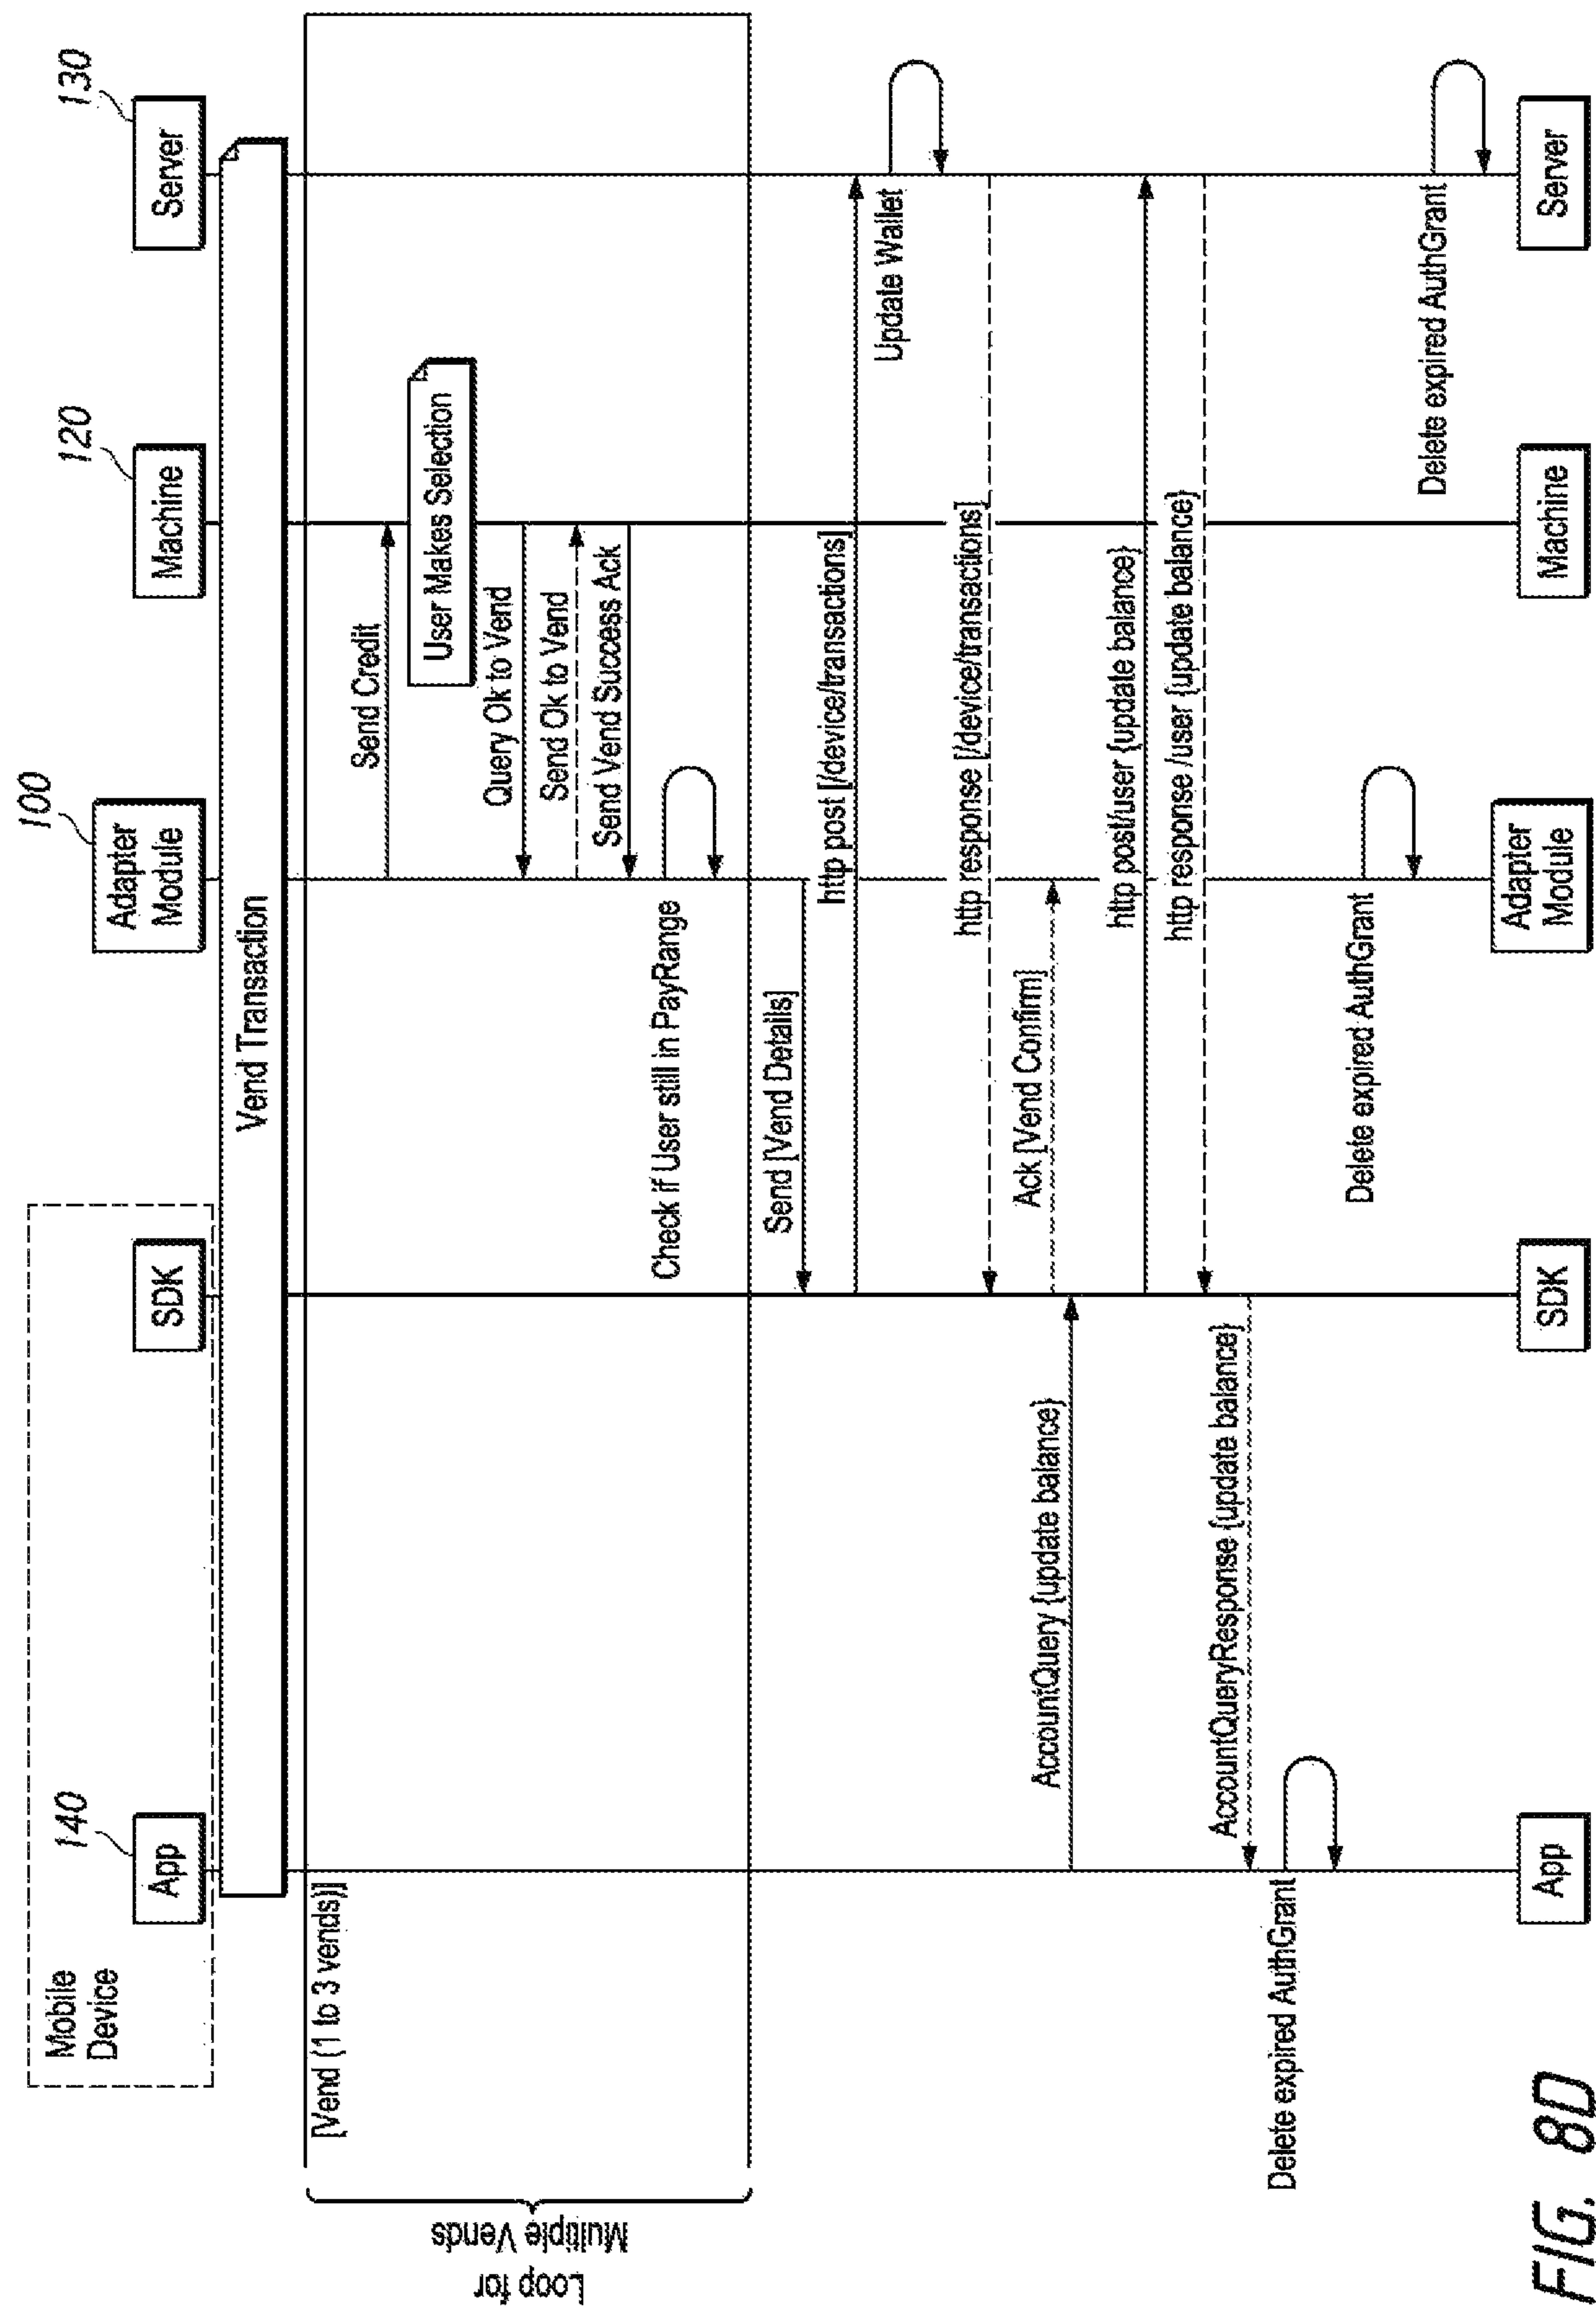 Mobile
Device
140
100
120
130
App
SDK
Adapter
Module
Machine
Server
Vend Transaction
[Vend (1 to 3 vends)]
Loop for
Multiple Vends
Send Credit
User Makes Selection
Query Ok to Vend
Send Ok to Vend
Send Vend Success Ack
Check if User still in PayRange
Send [Vend Details]
http post [/device/transactions]
Update Wallet
http response [/device/transactions]
Ack [Vend Confirm]
AccountQuery {update balance}
http post/user {update balance}
http response /user {update balance}
AccountQueryResponse {update balance}
Delete expired AuthGrant
Delete expired AuthGrant
Delete expired AuthGrant
App
SDK
Adapter
Module
Machine
Server
FIG. 8D